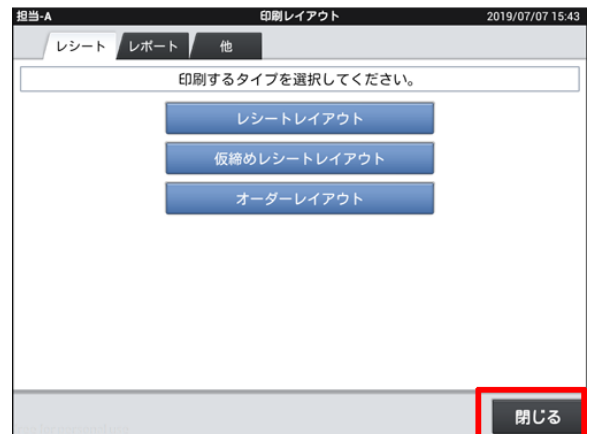 担当-A 印刷レイアウト 2019/07/07 15:43
レシート レポート 他
印刷するタイプを選択してください。
レシートレイアウト
仮締めレシートレイアウト
オーダーレイアウト
閉じる